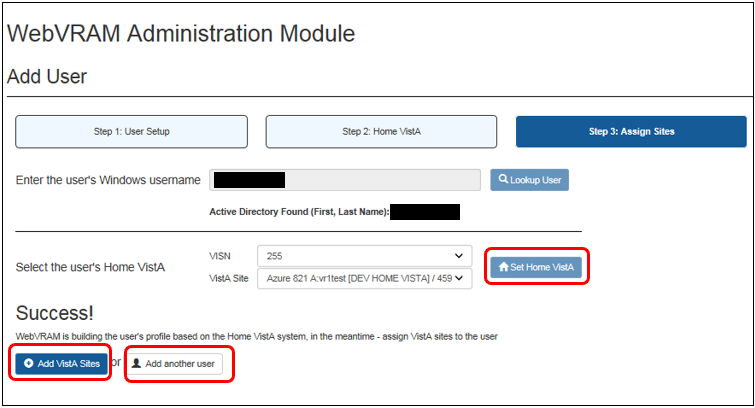 WebVRAM Administration Module
Add User
Step 1: User Setup
Step 2: Home VistA
Step 3: Assign Sites
Enter the user's Windows username
Lookup User
Active Directory Found (First, Last Name):
Select the user's Home VistA
VISN
255
VistA Site
Azure 821 A:vr1test [DEV HOME VISTA] / 459
Set Home VistA
Success!
WebVRAM is building the user's profile based on the Home VistA system, in the meantime - assign VistA sites to the user
Add VistA Sites
or
Add another user